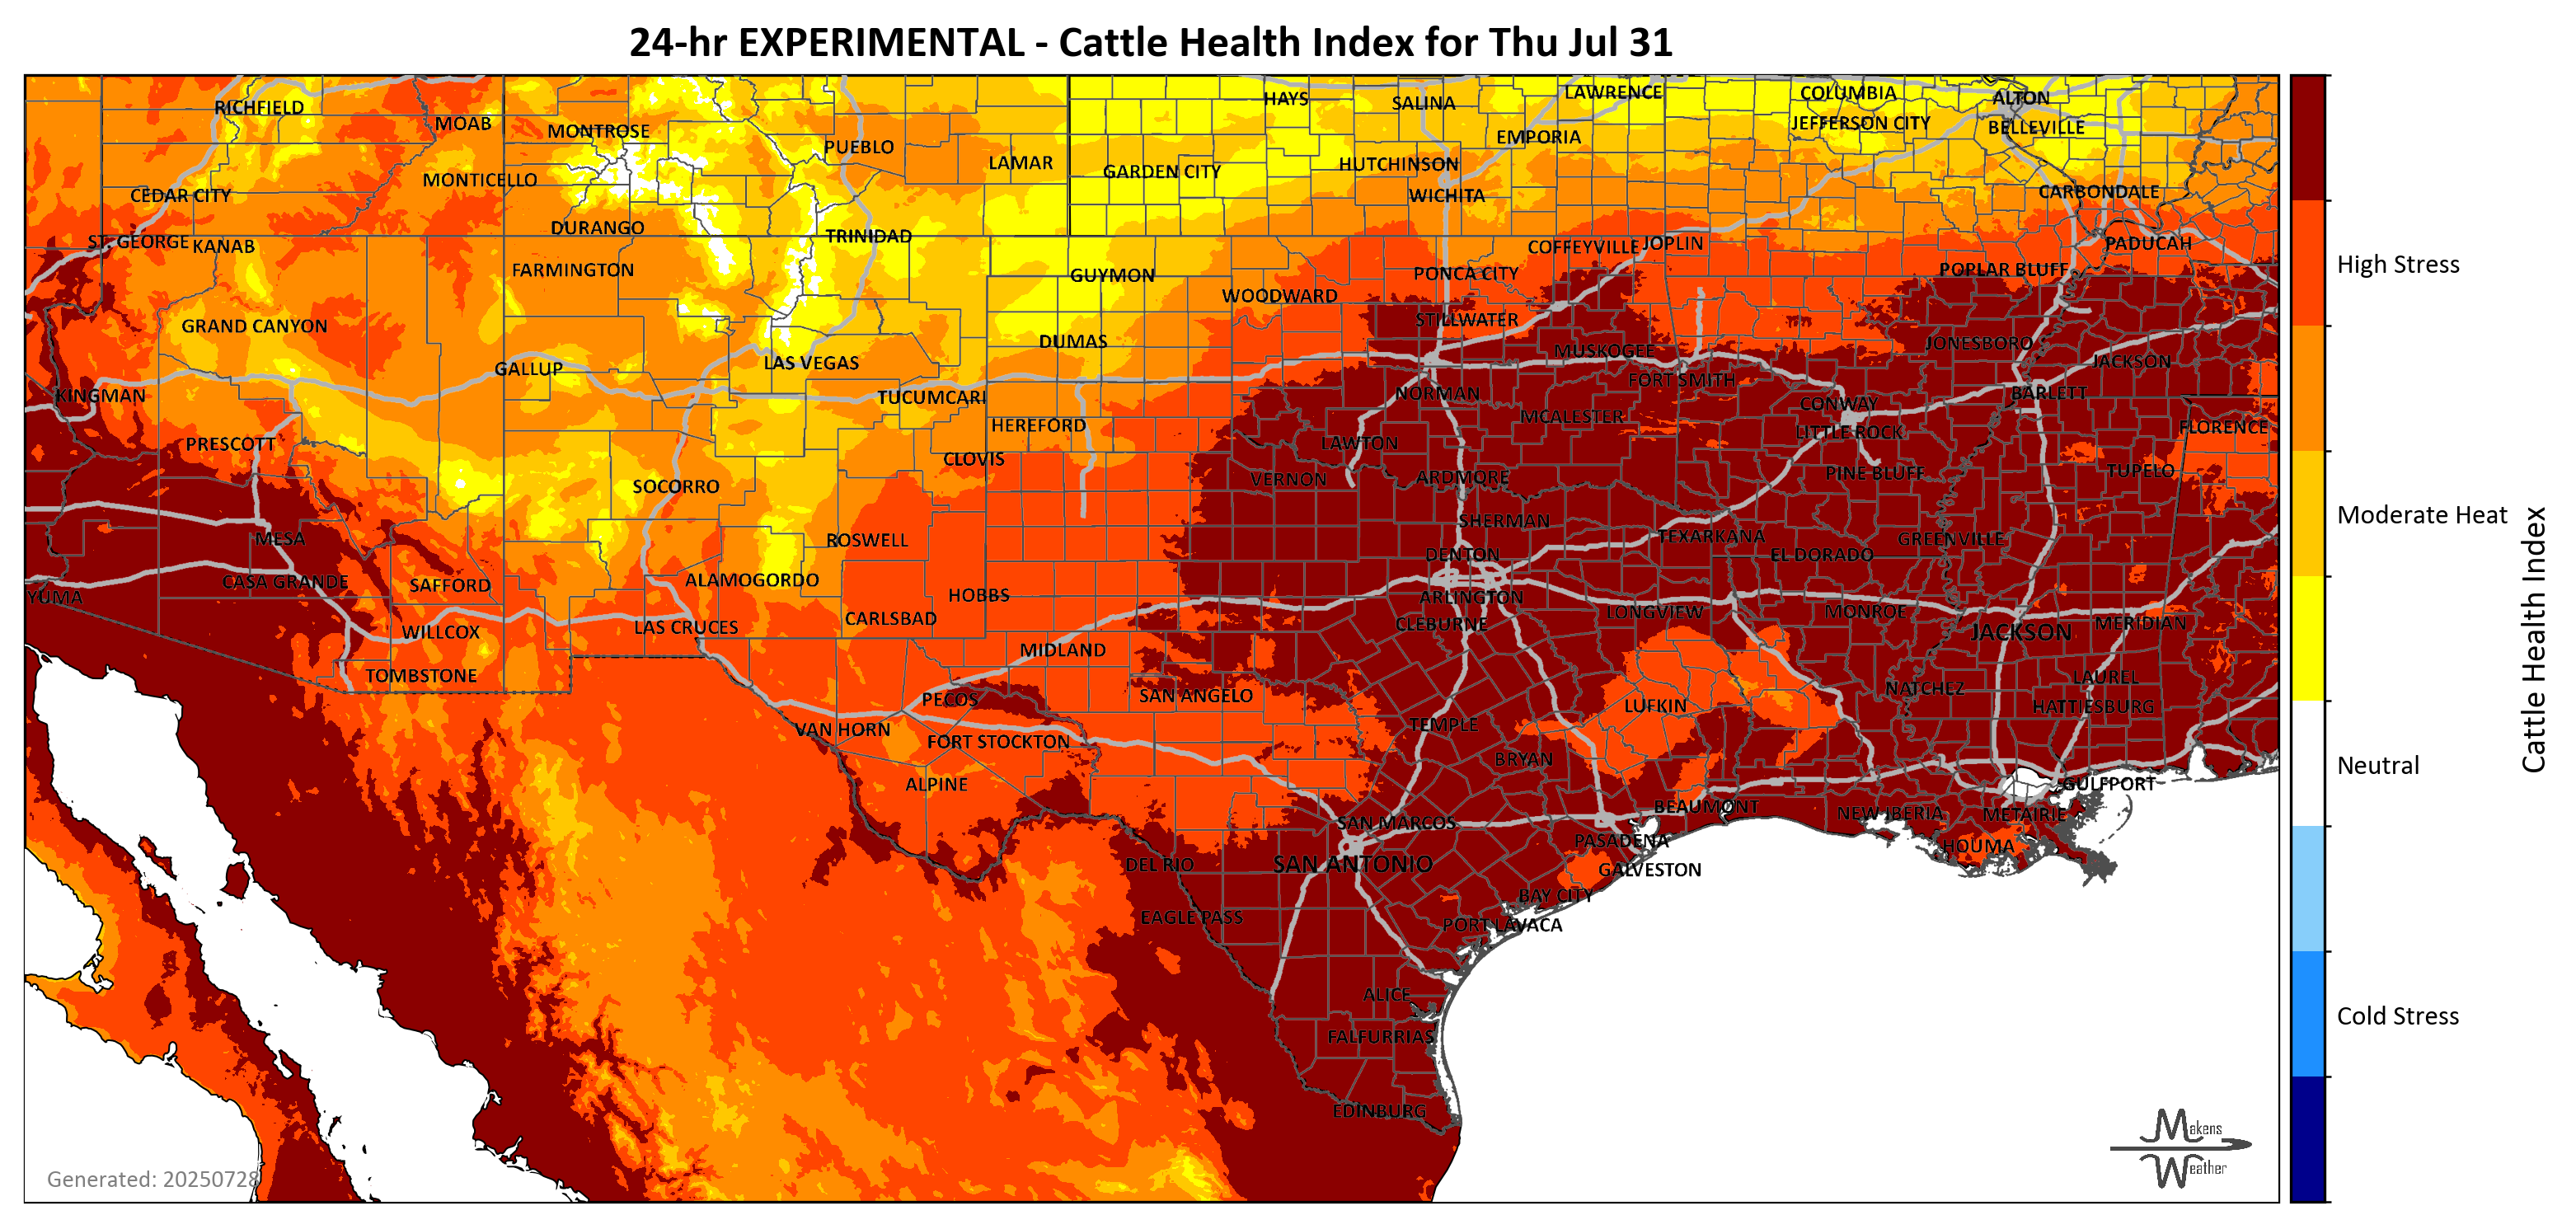 24-hr EXPERIMENTAL - Cattle Health Index for Thu Jul 31
RICHFIELD
MOAB
MONTROSE
PUEBLO
LAMAR
HAYS
SALINA
LAWRENCE
COLUMBIA
ALTON
JEFFERSON CITY
BELLEVILLE
EMPORIA
GARDEN CITY
HUTCHINSON
MONTICELLO
CEDAR CITY
WICHITA
CARBONDALE
DURANGO
TRINIDAD
ST. GEORGE
KANAB
COFFEYVILLE
JOPLIN
PADUCAH
High Stress
FARMINGTON
GUYMON
PONCA CITY
POPLAR BLUFF
WOODWARD
GRAND CANYON
STILLWATER
DUMAS
MUSKOGEE
JONESBORO
JACKSON
GALLUP
LAS VEGAS
FORT SMITH
KINGMAN
TUCUMCARI
NORMAN
BARLETT
CONWAY
MCALESTER
HEREFORD
FLORENCE
LITTLE ROCK
PRESCOTT
LAWTON
CLOVIS
TUPELO
PINE BLUFF
VERNON
ARDMORE
SOCORRO
Moderate Heat
SHERMAN
MESA
ROSWELL
TEXARKANA
GREENVILLE
DENTON
EL DORADO
CASA GRANDE
SAFFORD
ALAMOGORDO
YUMA
HOBBS
ARLINGTON
LONGVIEW
MONROE
CARLSBAD
CLEBURNE
MERIDIAN
LAS CRUCES
WILLCOX
JACKSON
MIDLAND
TOMBSTONE
LAUREL
NATCHEZ
PECOS
SAN ANGELO
LUFKIN
HATTIESBURG
TEMPLE
VAN HORN
FORT STOCKTON
BRYAN
Neutral
ALPINE
GULFPORT
BEAUMONT
NEW IBERIA
METAIRIE
SAN MARCOS
PASADENA
HOUMA
DEL RIO
SAN ANTONIO
GALVESTON
BAY CITY
EAGLE PASS
PORT LAVACA
ALICE
Cold Stress
FALFURRIAS
EDINBURG
Cattle Health Index
Makens
Weather
Generated: 20250728